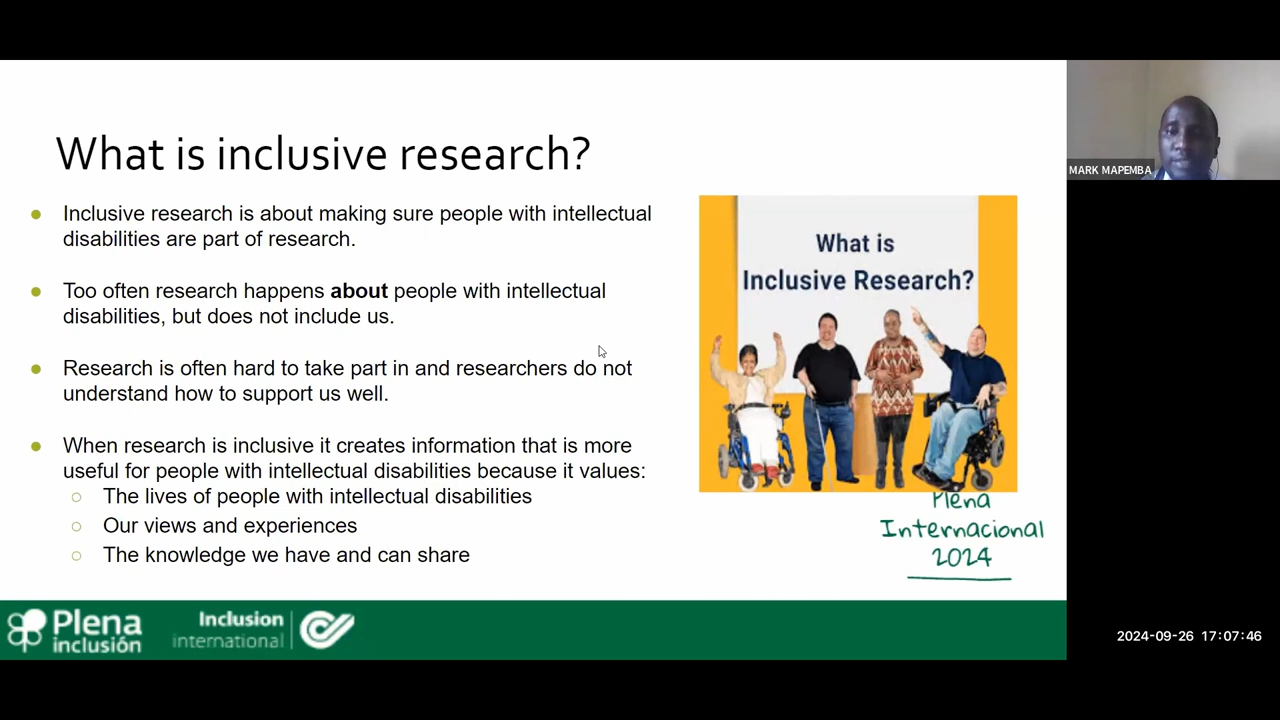 What is inclusive research?
Inclusive research is about making sure people with intellectual
disabilities are part of research.
Too often research happens about people with intellectual
disabilities, but does not include us.
Research is often hard to take part in and researchers do not
understand how to support us well.
When research is inclusive it creates information that is more
useful for people with intellectual disabilities because it values:
The lives of people with intellectual disabilities
Our views and experiences
The knowledge we have and can share
What is
Inclusive Research?
Plena
Internacional
2024
Plena
inclusión
Inclusion
international
MARK MAPEMBA
2024-09-26 17:07:46